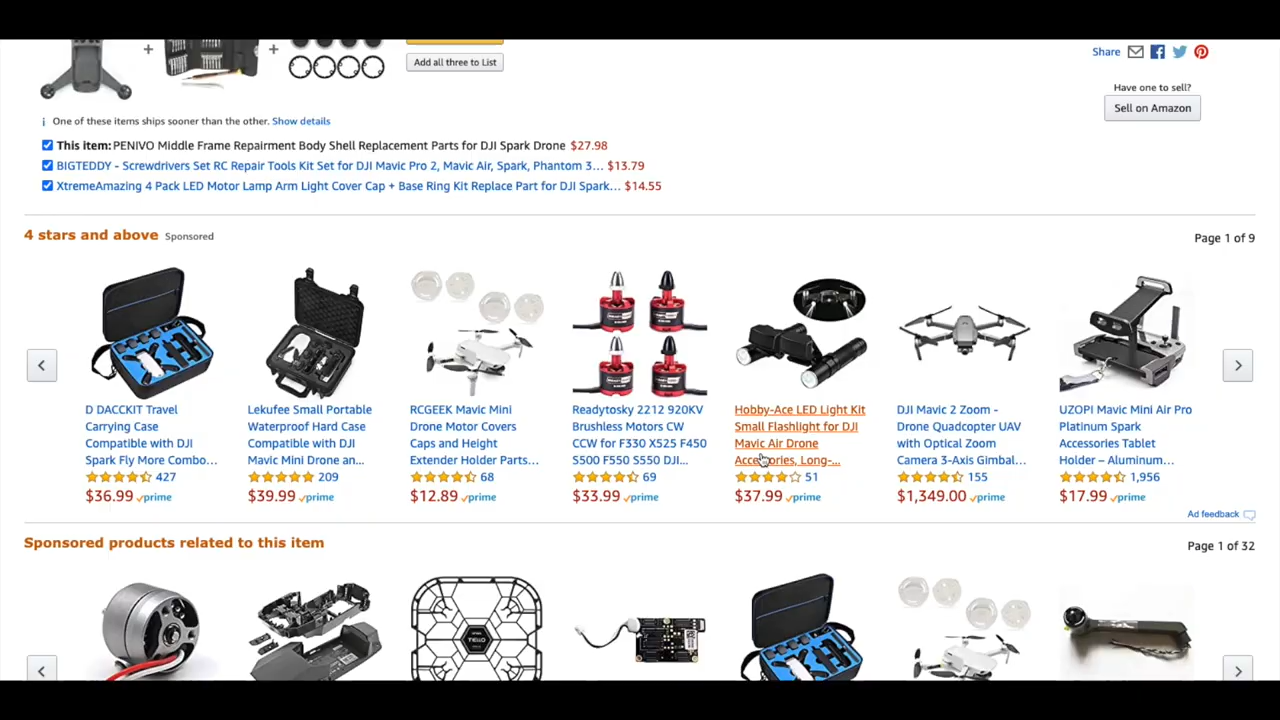 Share
Add all three to List
Have one to sell?
Sell on Amazon
i One of these items ships sooner than the other. Show details
This item: PENIVO Middle Frame Repairment Body Shell Replacement Parts for DJI Spark Drone $27.98
BIGTEDDY - Screwdrivers Set RC Repair Tools Kit Set for DJI Mavic Pro 2, Mavic Air, Spark, Phantom 3... $13.79
XtremeAmazing 4 Pack LED Motor Lamp Arm Light Cover Cap + Base Ring Kit Replace Part for DJI Spark... $14.55
4 stars and above Sponsored
Page 1 of 9
D DACCKIT Travel
Carrying Case
Compatible with DJI
Spark Fly More Combo...
427
$36.99 prime
Lekufee Small Portable
Waterproof Hard Case
Compatible with DJI
Mavic Mini Drone an...
209
$39.99 prime
RCGEEK Mavic Mini
Drone Motor Covers
Caps and Height
Extender Holder Parts...
68
$12.89 prime
Readytosky 2212 920KV
Brushless Motors CW
CCW for F330 X525 F450
S500 F550 S550 DJI...
69
$33.99 prime
Hobby-Ace LED Light Kit
Small Flashlight for DJI
Mavic Air Drone
Accessories, Long-...
51
$37.99 prime
DJI Mavic 2 Zoom -
Drone Quadcopter UAV
with Optical Zoom
Camera 3-Axis Gimbal...
155
$1,349.00 prime
UZOPI Mavic Mini Air Pro
Platinum Spark
Accessories Tablet
Holder – Aluminum...
1,956
$17.99 prime
Ad feedback
Sponsored products related to this item
Page 1 of 32
TELLO